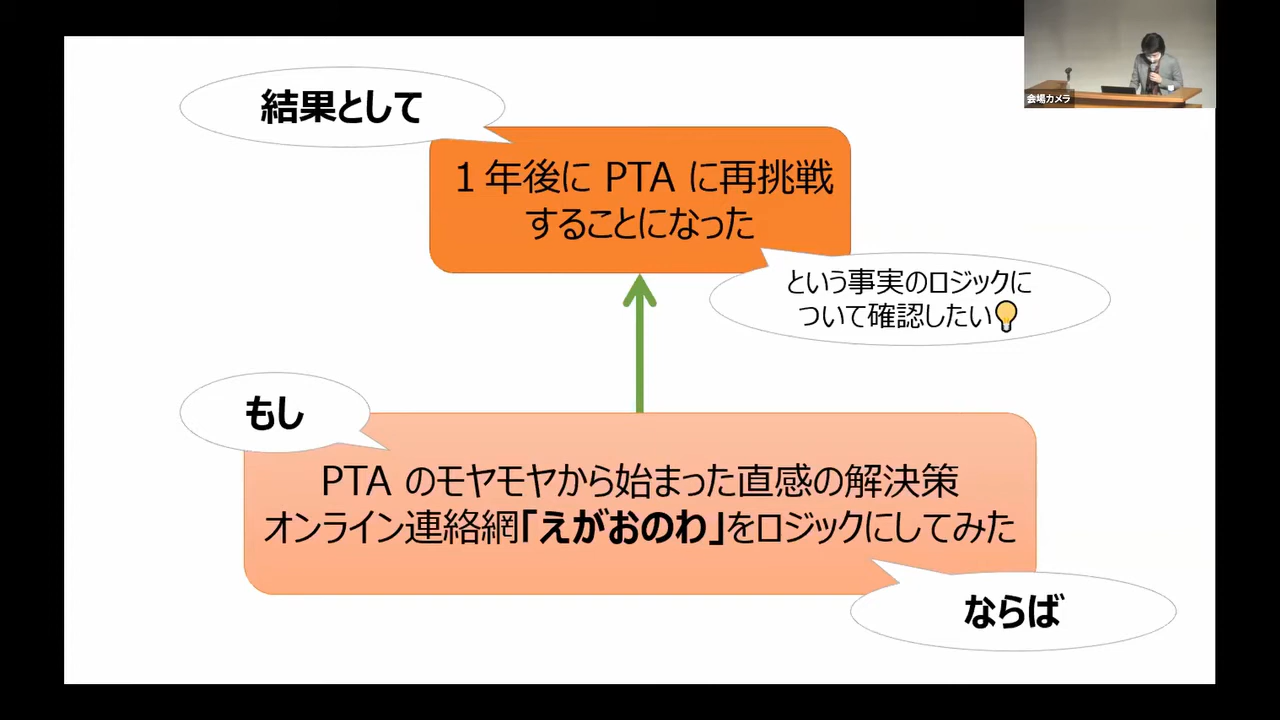 会場カメラ
結果として
１年後に PTA に再挑戦
することになった
という事実のロジックに
ついて確認したい💡
もし
PTA のモヤモヤから始まった直感の解決策
オンライン連絡網「えがおのわ」をロジックにしてみた
ならば